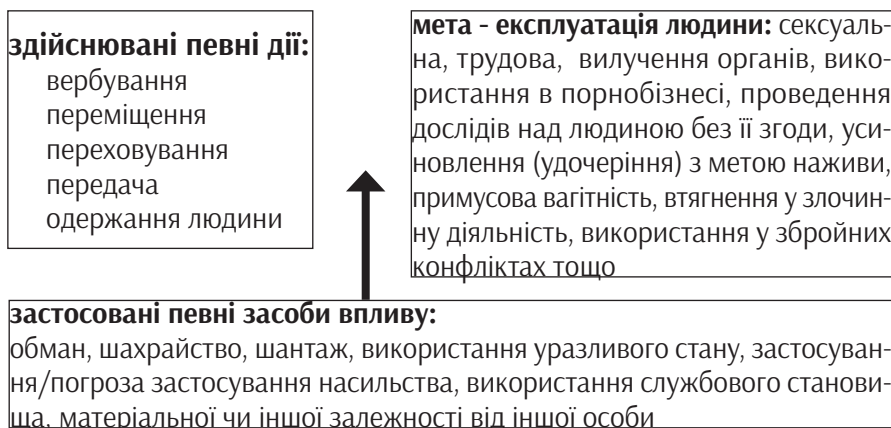 здійснювані певні дії:
вербування
переміщення
переховування
передача
одержання людини
мета - експлуатація людини: сексуаль-
на, трудова, вилучення органів, вико-
ристання в порнобізнесі, проведення
дослідів над людиною без її згоди, уси-
новлення (удочеріння) з метою наживи,
примусова вагітність, втягнення у злочин-
ну діяльність, використання у збройних
конфліктах тощо
застосовані певні засоби впливу:
обман, шахрайство, шантаж, використання уразливого стану, застосуван-
ня/погроза застосування насильства, використання службового станови-
ща, матеріальної чи іншої залежності від іншої особи